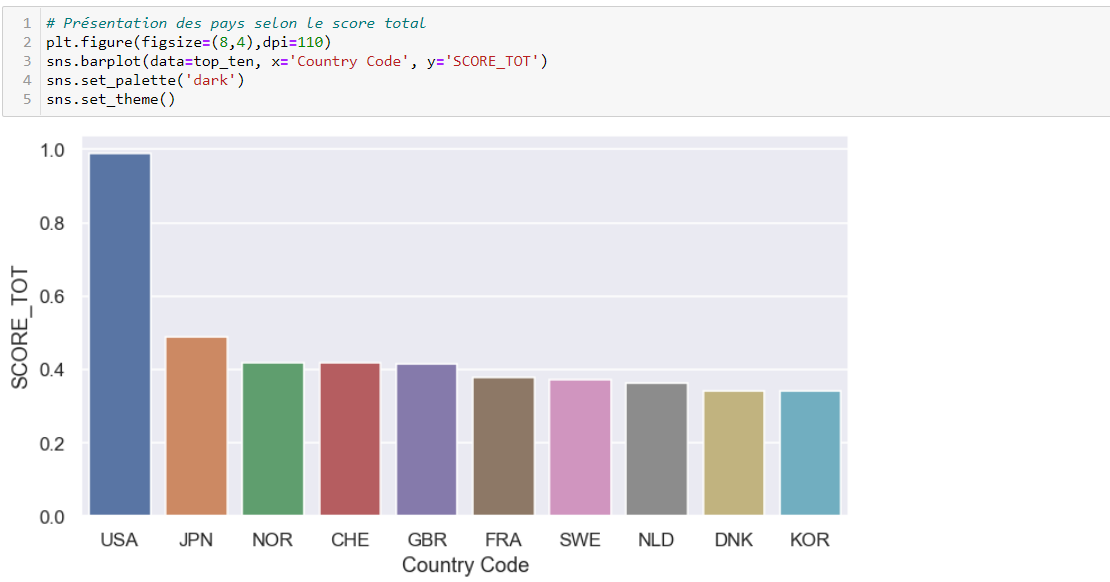 1 # Présentation des pays selon le score total
2 plt.figure(figsize=(8,4),dpi=110)
3 sns.barplot(data=top_ten, x='Country Code', y='SCORE_TOT')
4 sns.set_palette('dark')
5 sns.set_theme()
1.0
0.8
0.6
0.4
0.2
0.0
SCORE_TOT
USA JPN NOR CHE GBR FRA SWE NLD DNK KOR
Country Code